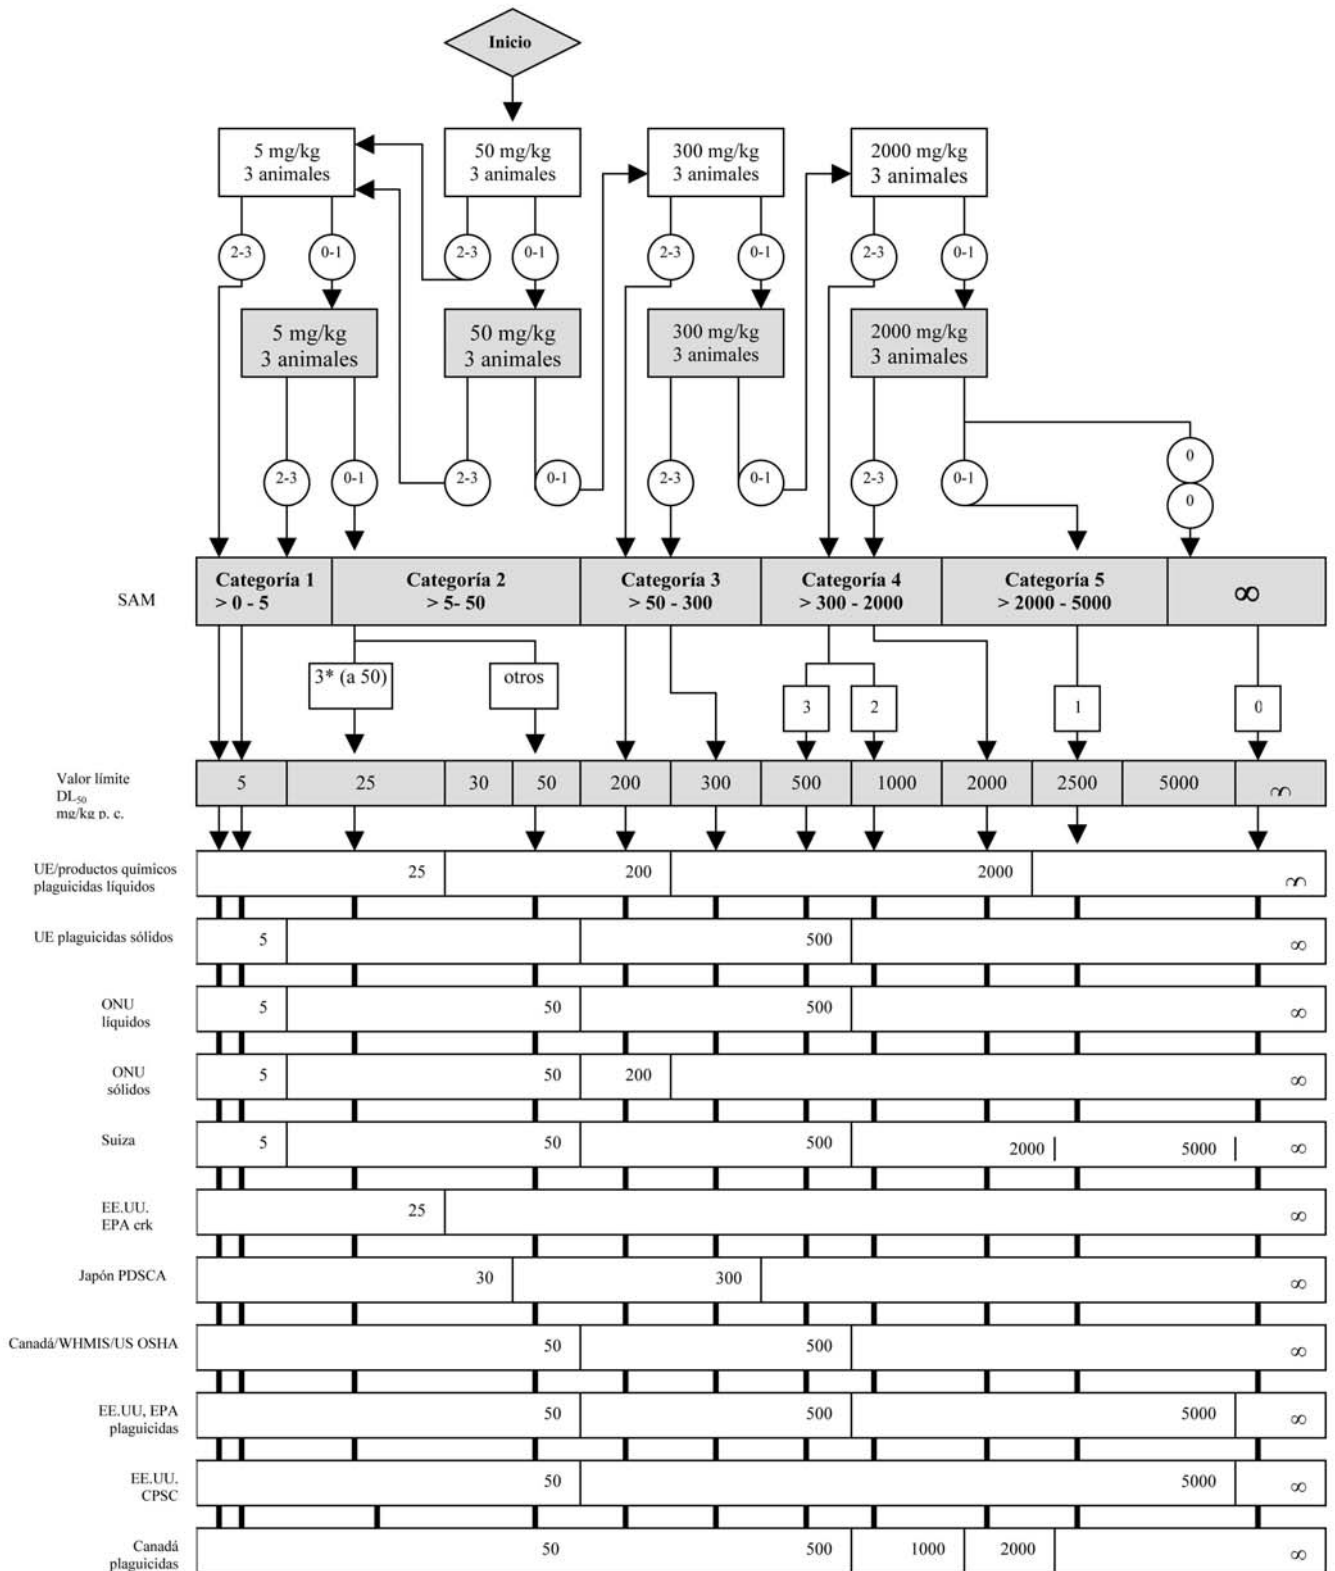 Inicio
5 mg/kg
3 animales
50 mg/kg
3 animales
300 mg/kg
3 animales
2000 mg/kg
3 animales
2-3
0-1
2-3
0-1
2-3
0-1
2-3
0-1
5 mg/kg
3 animales
50 mg/kg
3 animales
300 mg/kg
3 animales
2000 mg/kg
3 animales
2-3
0-1
2-3
0-1
2-3
0-1
2-3
0-1
0
0
SAM
Categoría 1
> 0 - 5
Categoría 2
> 5- 50
Categoría 3
> 50 - 300
Categoría 4
> 300 - 2000
Categoría 5
> 2000 - 5000
∞
3* (a 50)
otros
3
2
1
0
Valor límite
DL₅₀
mg/kg p. c.
5
25
30
50
200
300
500
1000
2000
2500
5000
∞
UE/productos químicos
plaguicidas líquidos
25
200
2000
∞
UE plaguicidas sólidos
5
500
∞
ONU
líquidos
5
50
500
∞
ONU
sólidos
5
50
200
∞
Suiza
5
50
500
2000
5000
∞
EE.UU.
EPA crk
25
∞
Japón PDSCA
30
300
∞
Canadá/WHMIS/US OSHA
50
500
∞
EE.UU, EPA
plaguicidas
50
500
5000
∞
EE.UU.
CPSC
50
5000
∞
Canadá
plaguicidas
50
500
1000
2000
∞